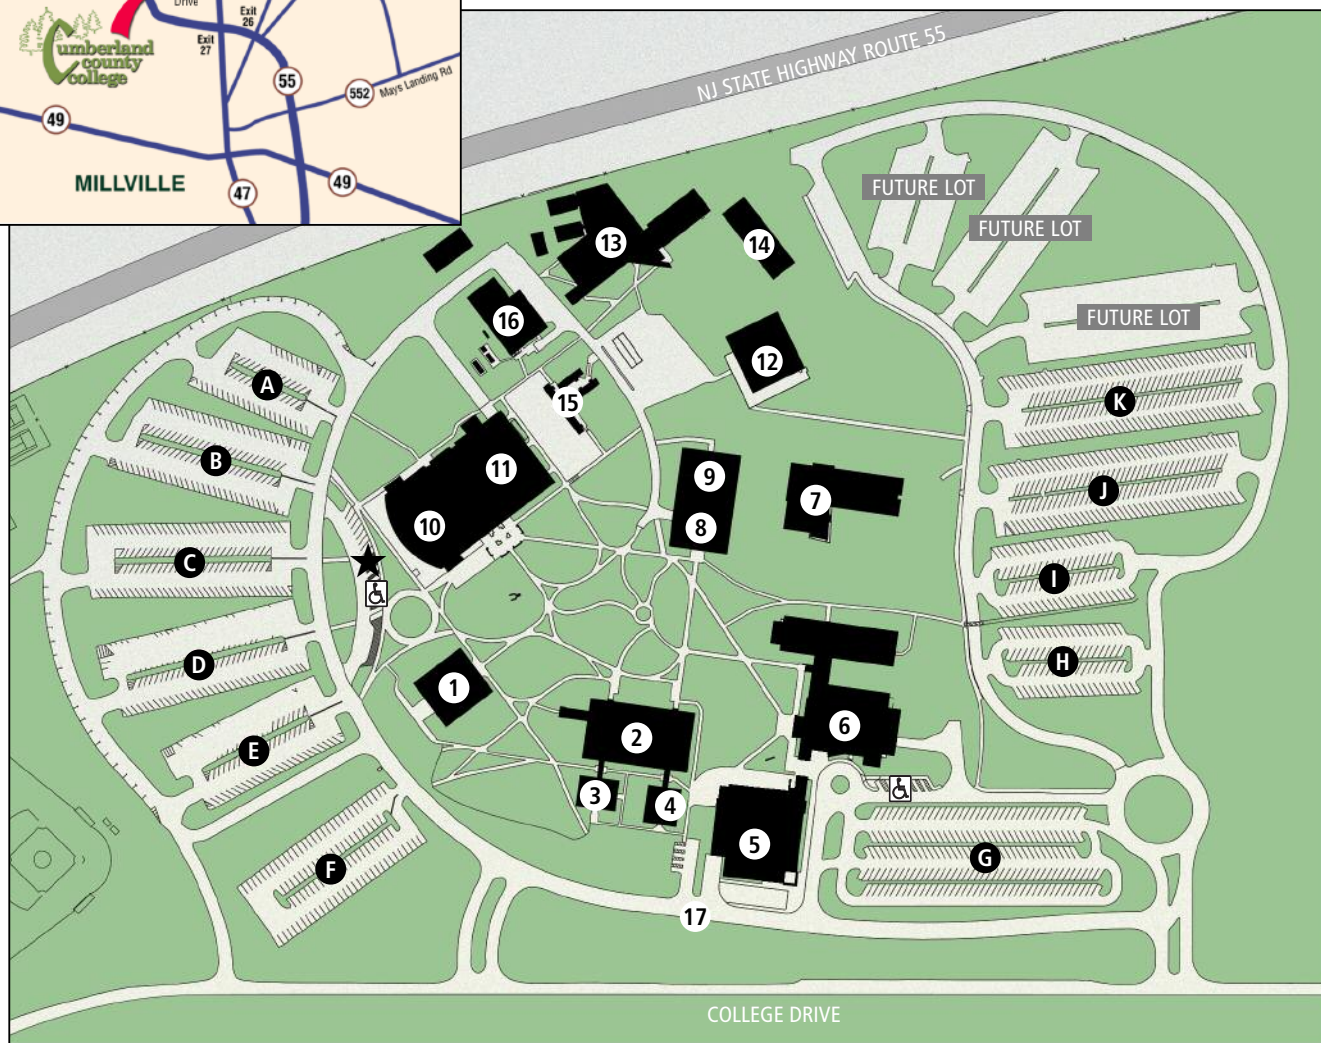 Drive
Exit
26
Exit
27
Cumberland
county
college
55
552
Mays Landing Rd
49
MILLVILLE
47
49
NJ STATE HIGHWAY ROUTE 55
FUTURE LOT
FUTURE LOT
FUTURE LOT
13
14
16
12
15
A
B
C
D
E
F
K
J
I
H
G
11
10
9
8
7
1
2
3
4
5
6
17
COLLEGE DRIVE